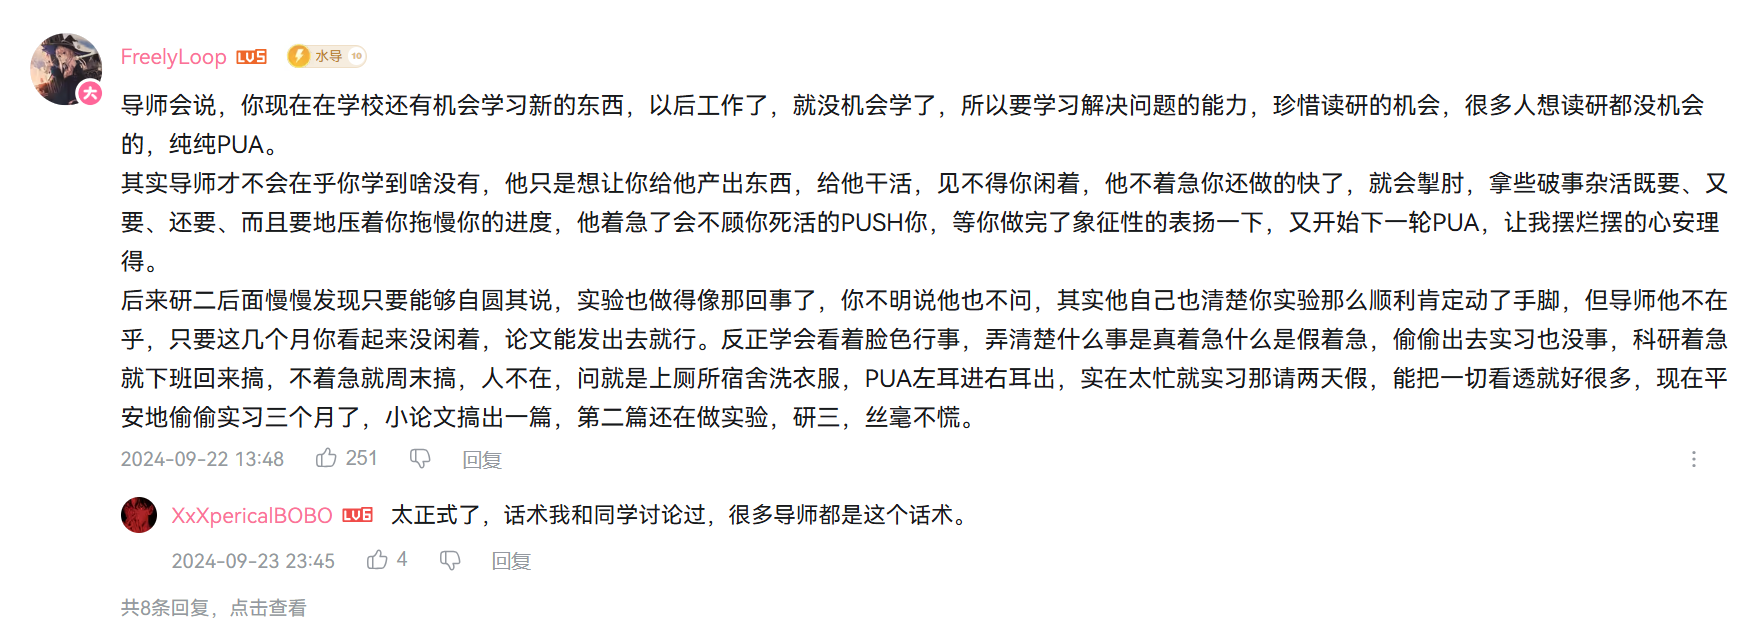 FreelyLoop LV5 水导 10
大
导师会说，你现在在学校还有机会学习新的东西，以后工作了，就没机会学了，所以要学习解决问题的能力，珍惜读研的机会，很多人想读研都没机会
的，纯纯PUA。
其实导师才不会在乎你学到啥没有，他只是想让你给他产出东西，给他干活，见不得你闲着，他不着急你还做的快了，就会掣肘，拿些破事杂活既要、又
要、还要、而且要地压着你拖慢你的进度，他着急了会不顾你死活的PUSH你，等你做完了象征性的表扬一下，又开始下一轮PUA，让我摆烂摆的心安理
得。
后来研二后面慢慢发现只要能够自圆其说，实验也做得像那回事了，你不明说他也不问，其实他自己也清楚你实验那么顺利肯定动了手脚，但导师他不在
乎，只要这几个月你看起来没闲着，论文能发出去就行。反正学会看着脸色行事，弄清楚什么事是真着急什么是假着急，偷偷出去实习也没事，科研着急
就下班回来搞，不着急就周末搞，人不在，问就是上厕所宿舍洗衣服，PUA左耳进右耳出，实在太忙就实习那请两天假，能把一切看透就好很多，现在平
安地偷偷实习三个月了，小论文搞出一篇，第二篇还在做实验，研三，丝毫不慌。
2024-09-22 13:48 251 回复
XxXpericalBOBO LV6 太正式了，话术我和同学讨论过，很多导师都是这个话术。
2024-09-23 23:45 4 回复
共8条回复，点击查看